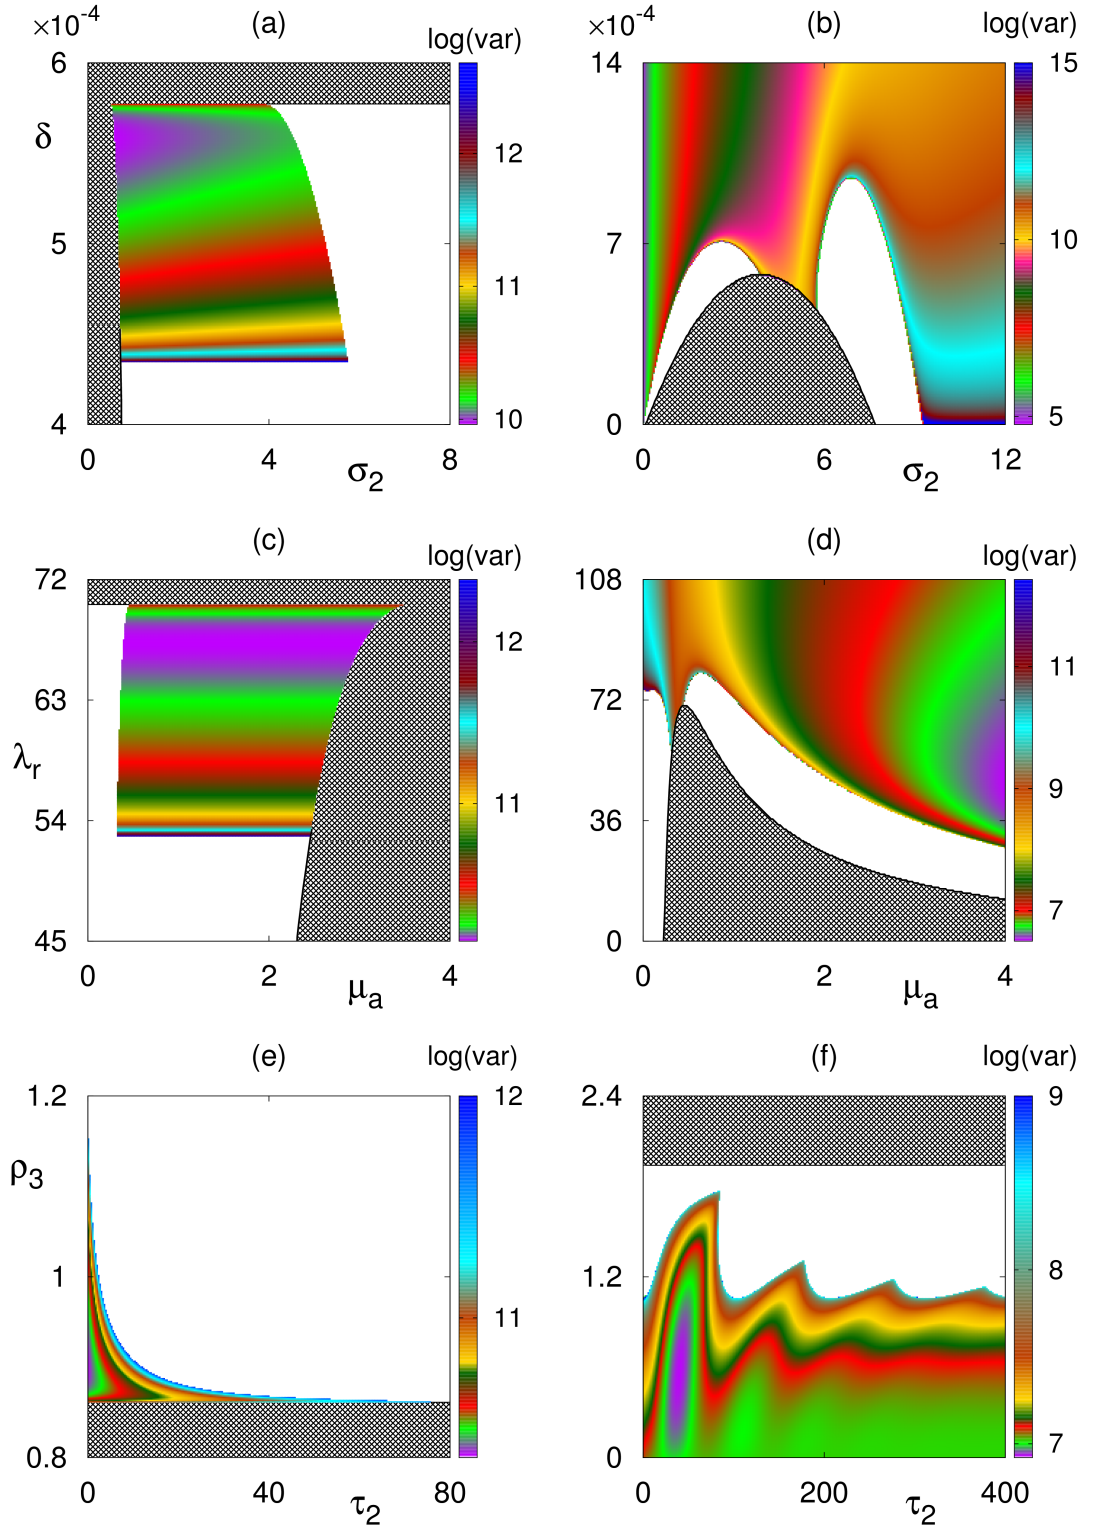 ×10⁻⁴ (a) log(var)
6
δ
5
4
0 4 σ₂ 8
12
11
10
×10⁻⁴ (b) log(var)
14
7
0
0 6 σ₂ 12
15
10
5
(c) log(var)
72
63
λᵣ
54
45
0 2 μₐ 4
12
11
(d) log(var)
108
72
36
0
0 2 μₐ 4
11
9
7
(e) log(var)
1.2
ρ₃
1
0.8
0 40 τ₂ 80
12
11
(f) log(var)
2.4
1.2
0
0 200 τ₂ 400
9
8
7